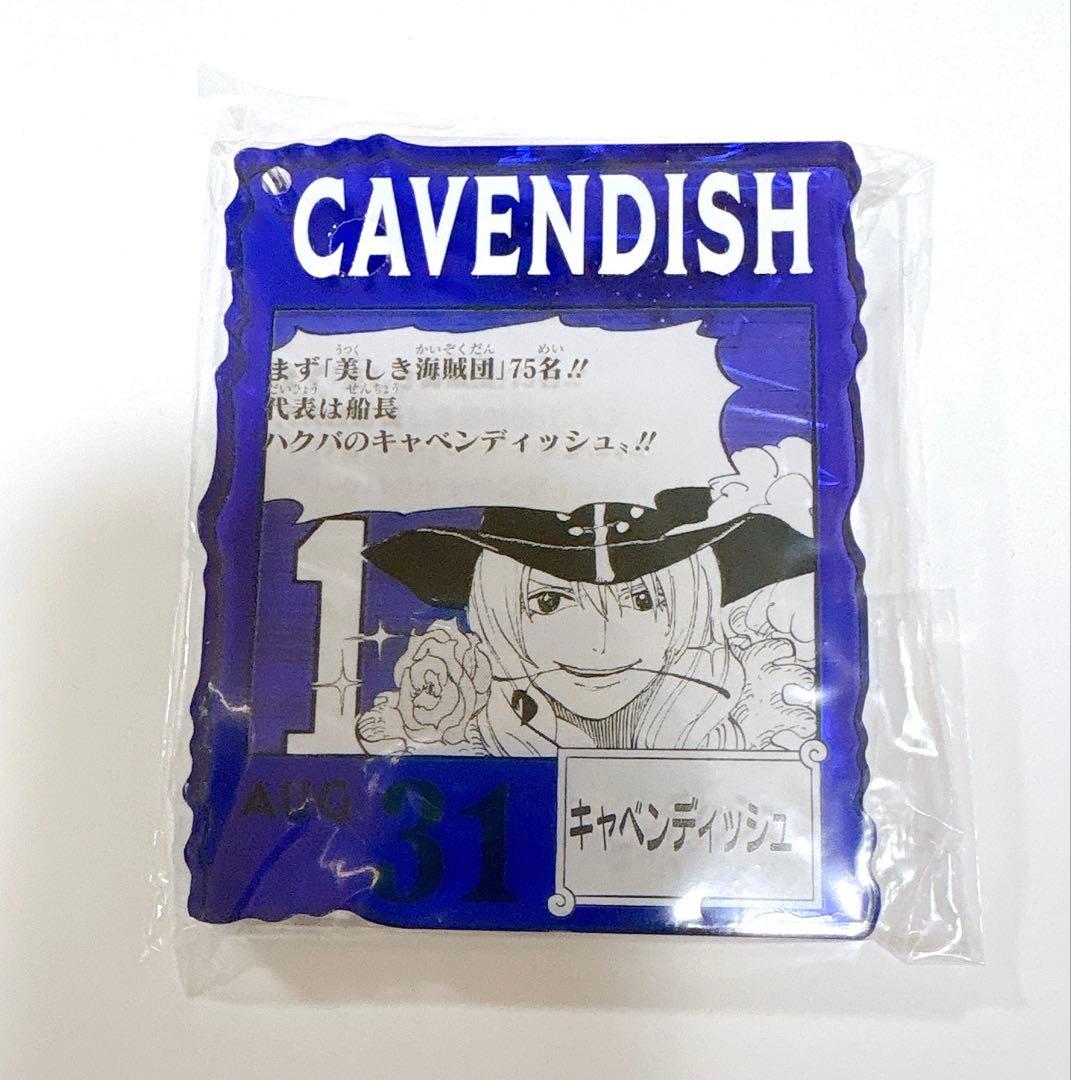 CAVENDISH
まず「美しき海賊団」75名!!
代表は船長
ハクバのキャベンディッシュ〟!!
1
AUG 31
キャベンディッシュ